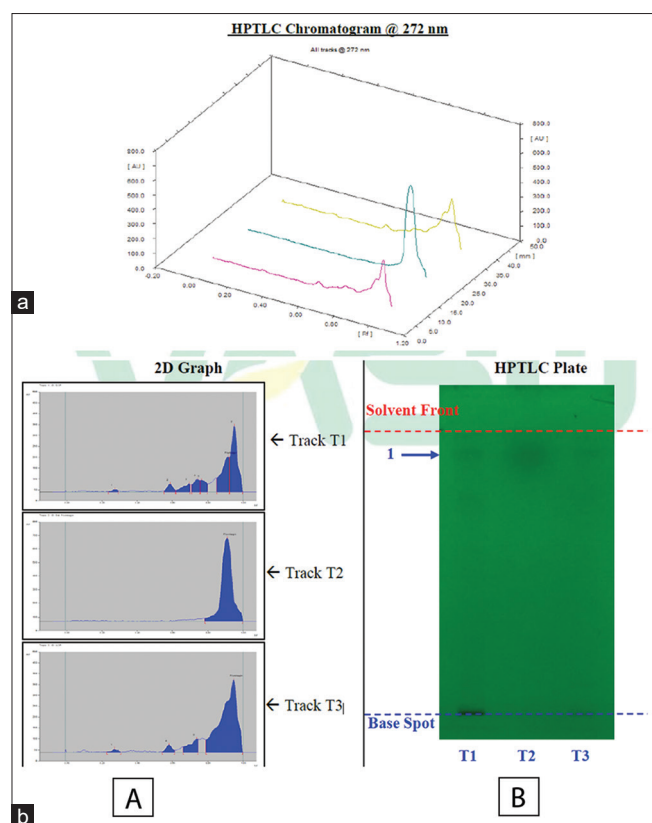 HPTLC Chromatogram @ 272 nm
All tracks @ 272 nm
800.0
[ AU ]
600.0
500.0
400.0
300.0
200.0
100.0
0.0
-0.20
0.00
0.20
0.40
0.60
0.80
[ Rf ]
1.20
800.0
[ AU ]
600.0
500.0
400.0
300.0
200.0
100.0
0.0
50.0
[ mm ]
40.0
35.0
30.0
25.0
20.0
15.0
10.0
5.0
0.0
a
VASU
2D Graph
← Track T1
← Track T2
← Track T3
A
HPTLC Plate
Solvent Front
1
Base Spot
T1 T2 T3
B
b